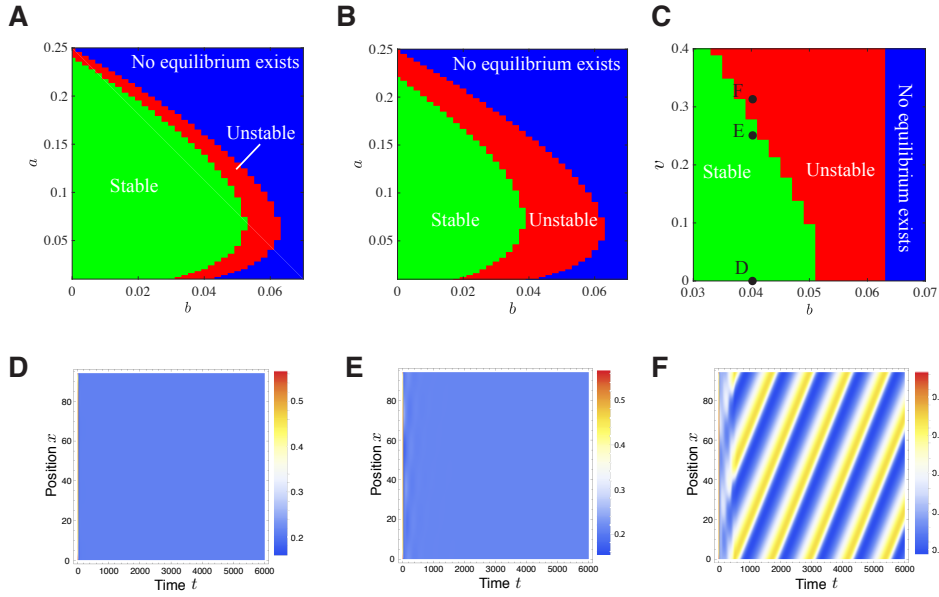 A
B
C
0.25
0.2
0.15
0.1
0.05
a
0
0.02
0.04
0.06
b
No equilibrium exists
Unstable
Stable
0.25
0.2
0.15
0.1
0.05
a
0
0.02
0.04
0.06
b
No equilibrium exists
Stable
Unstable
0.4
0.3
0.2
0.1
0
v
0.03
0.04
0.05
0.06
0.07
b
F
E
D
Stable
Unstable
No equilibrium exists
D
E
F
80
60
40
20
0
Position x
0
1000
2000
3000
4000
5000
6000
Time t
0.5
0.4
0.3
0.2
80
60
40
20
0
Position x
0
1000
2000
3000
4000
5000
6000
Time t
0.5
0.4
0.3
0.2
80
60
40
20
0
Position x
0
1000
2000
3000
4000
5000
6000
Time t